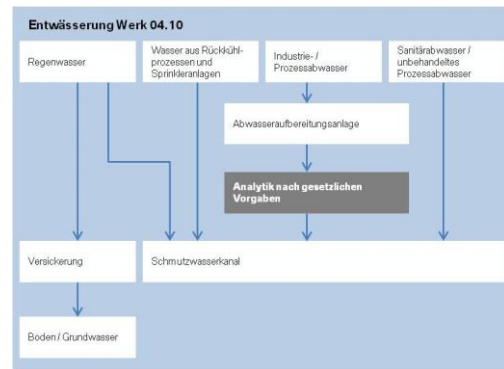 Entwässerung Werk 04.10
Regenwasser
Wasser aus Rückkühl-
prozessen und
Sprinkleranlagen
Industrie- /
Prozessabwasser
Sanitärabwasser /
unbehandeltes
Prozessabwasser
Abwasseraufbereitungsanlage
Analytik nach gesetzlichen
Vorgaben
Versickerung
Schmutzwasserkanal
Boden / Grundwasser